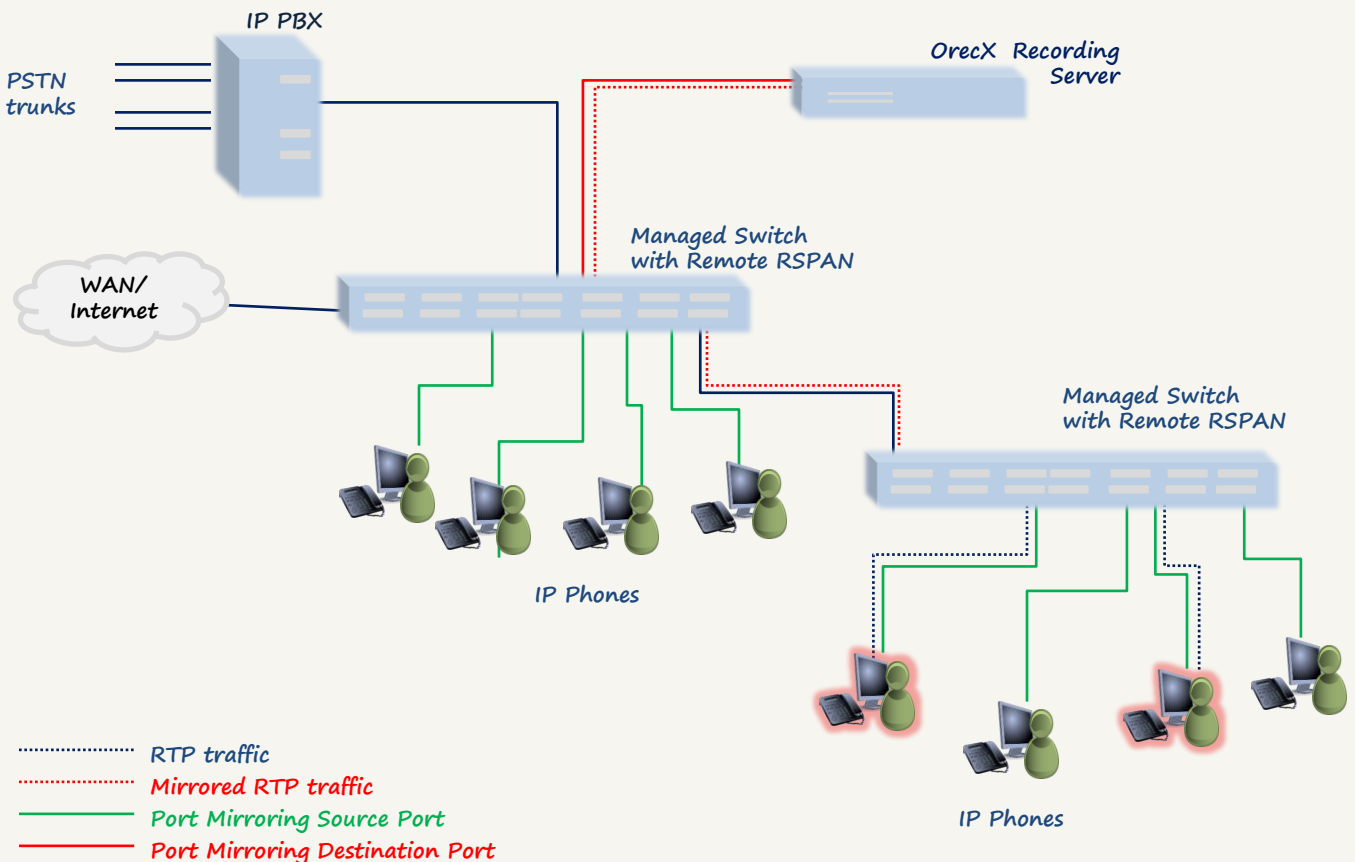 IP PBX
PSTN
trunks
OrecX Recording
Server
Managed Switch
with Remote RSPAN
WAN/
Internet
Managed Switch
with Remote RSPAN
IP Phones
IP Phones
RTP traffic
Mirrored RTP traffic
Port Mirroring Source Port
Port Mirroring Destination Port